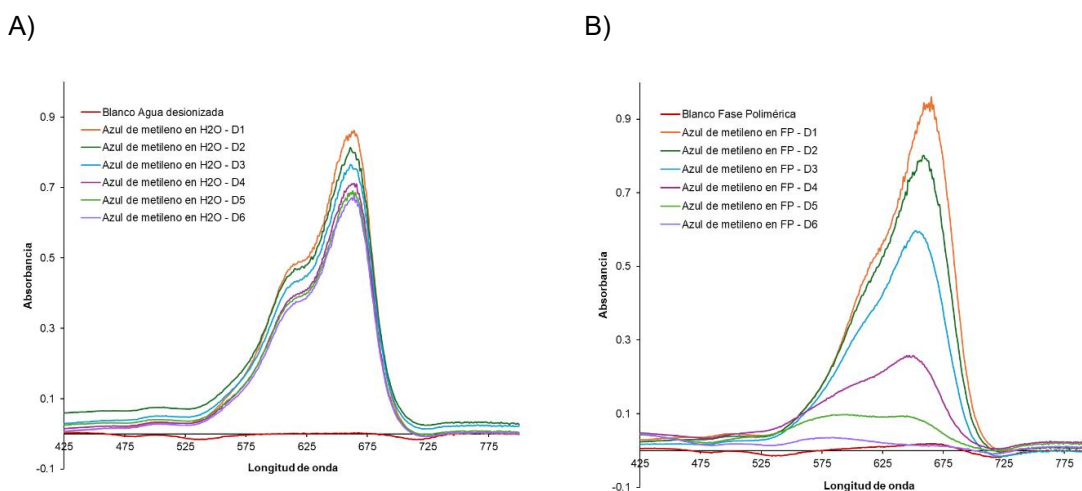 A)
B)
Blanco Agua desionizada
Azul de metileno en H2O - D1
Azul de metileno en H2O - D2
Azul de metileno en H2O - D3
Azul de metileno en H2O - D4
Azul de metileno en H2O - D5
Azul de metileno en H2O - D6
Absorbancia
0.9
0.7
0.5
0.3
0.1
-0.1
425 475 525 575 625 675 725 775
Longitud de onda
Blanco Fase Polimérica
Azul de metileno en FP - D1
Azul de metileno en FP - D2
Azul de metileno en FP - D3
Azul de metileno en FP - D4
Azul de metileno en FP - D5
Azul de metileno en FP - D6
Absorbancia
0.9
0.7
0.5
0.3
0.1
-0.1
425 475 525 575 625 675 725 775
Longitud de onda